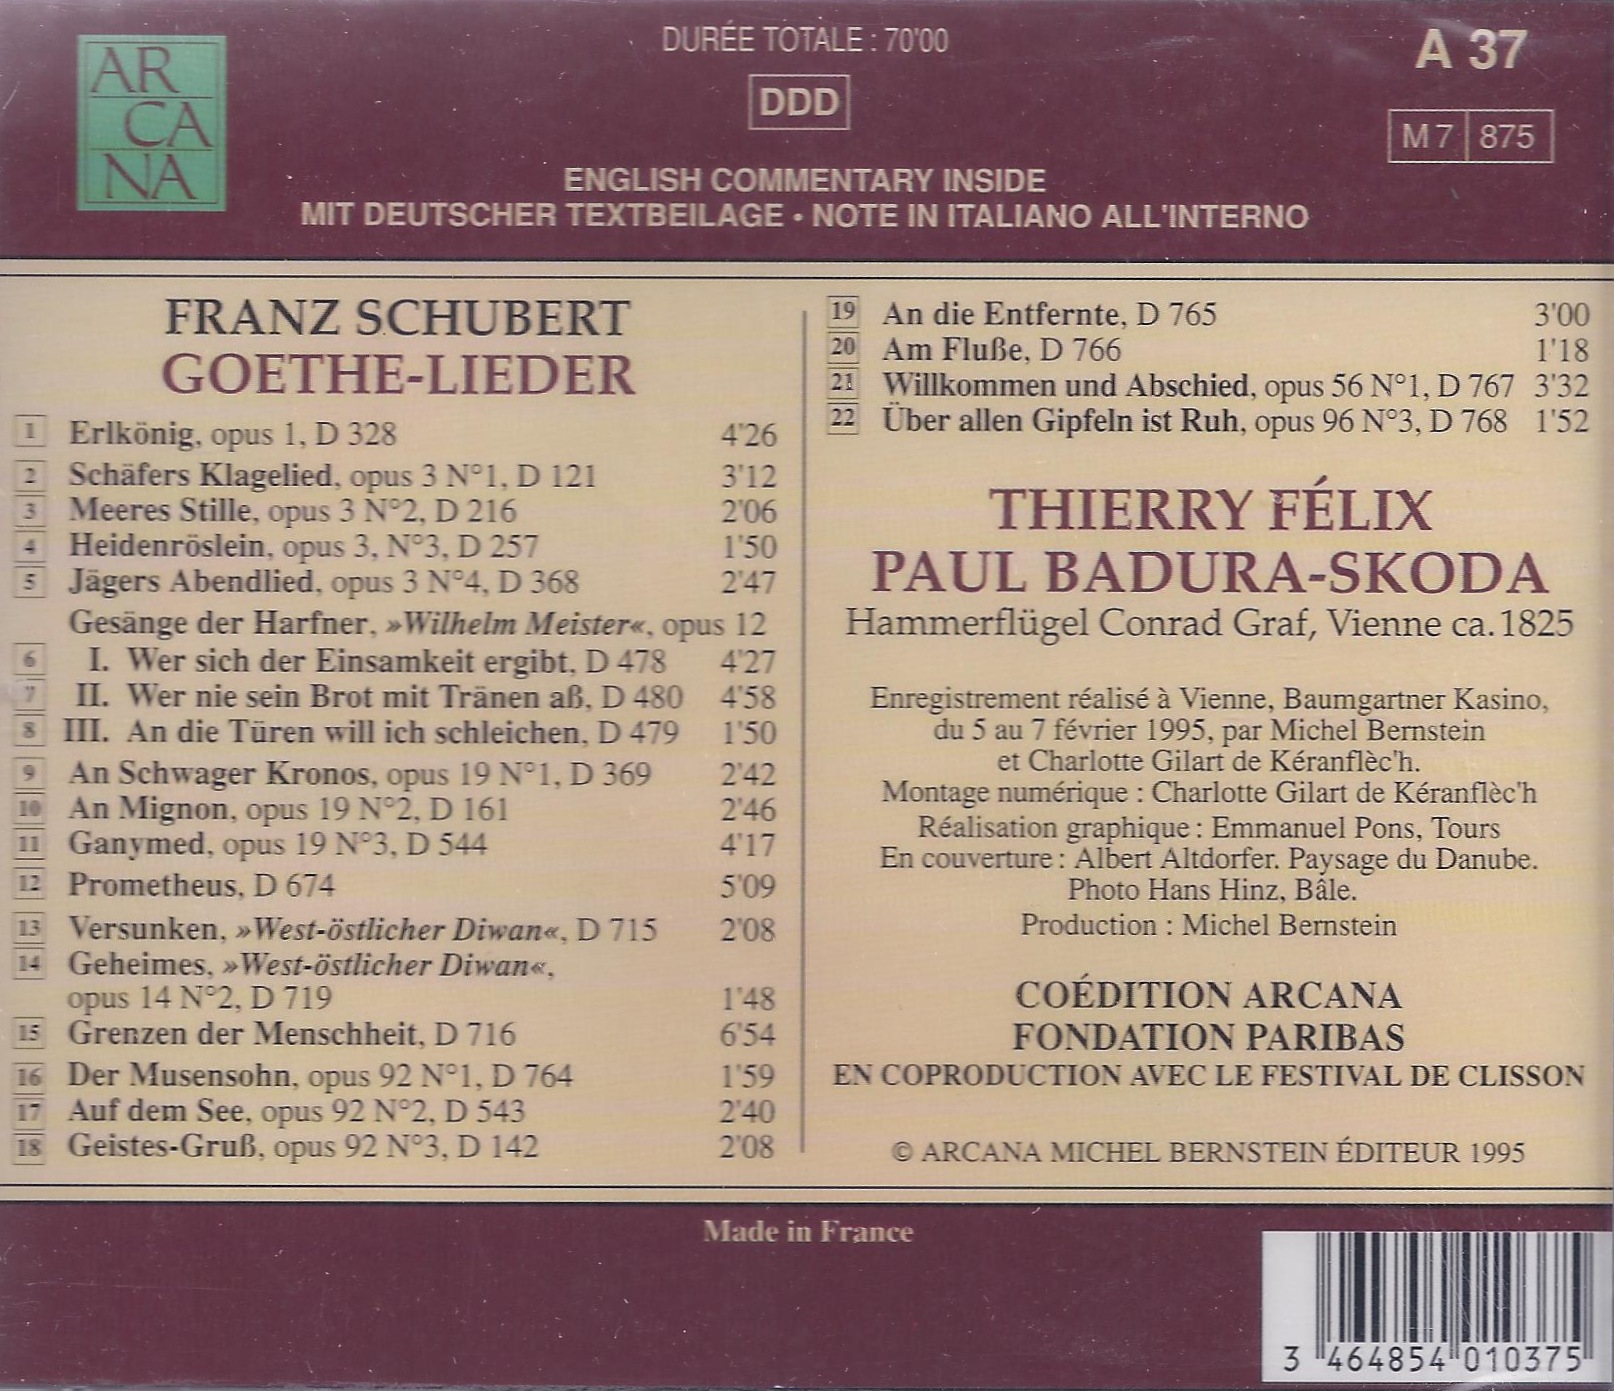 AR
CA
NA
DURÉE TOTALE : 70'00
DDD
A 37
M 7 875
ENGLISH COMMENTARY INSIDE
MIT DEUTSCHER TEXTBEILAGE • NOTE IN ITALIANO ALL'INTERNO
FRANZ SCHUBERT
GOETHE-LIEDER
1 Erlkönig, opus 1, D 328 4'26
2 Schäfers Klagelied, opus 3 N°1, D 121 3'12
3 Meeres Stille, opus 3 N°2, D 216 2'06
4 Heidenröslein, opus 3, N°3, D 257 1'50
5 Jägers Abendlied, opus 3 N°4, D 368 2'47
Gesänge der Harfner, »Wilhelm Meister«, opus 12
6 I. Wer sich der Einsamkeit ergibt, D 478 4'27
7 II. Wer nie sein Brot mit Tränen aß, D 480 4'58
8 III. An die Türen will ich schleichen, D 479 1'50
9 An Schwager Kronos, opus 19 N°1, D 369 2'42
10 An Mignon, opus 19 N°2, D 161 2'46
11 Ganymed, opus 19 N°3, D 544 4'17
12 Prometheus, D 674 5'09
13 Versunken, »West-östlicher Diwan«, D 715 2'08
14 Geheimes, »West-östlicher Diwan«,
opus 14 N°2, D 719 1'48
15 Grenzen der Menschheit, D 716 6'54
16 Der Musensohn, opus 92 N°1, D 764 1'59
17 Auf dem See, opus 92 N°2, D 543 2'40
18 Geistes-Gruß, opus 92 N°3, D 142 2'08
19 An die Entfernte, D 765 3'00
20 Am Fluße, D 766 1'18
21 Willkommen und Abschied, opus 56 N°1, D 767 3'32
22 Über allen Gipfeln ist Ruh, opus 96 N°3, D 768 1'52
THIERRY FÉLIX
PAUL BADURA-SKODA
Hammerflügel Conrad Graf, Vienne ca. 1825
Enregistrement réalisé à Vienne, Baumgartner Kasino,
du 5 au 7 février 1995, par Michel Bernstein
et Charlotte Gilart de Kéranflèc'h.
Montage numérique : Charlotte Gilart de Kéranflèc'h
Réalisation graphique : Emmanuel Pons, Tours
En couverture : Albert Altdorfer. Paysage du Danube.
Photo Hans Hinz, Bâle.
Production : Michel Bernstein
COÉDITION ARCANA
FONDATION PARIBAS
EN COPRODUCTION AVEC LE FESTIVAL DE CLISSON
© ARCANA MICHEL BERNSTEIN ÉDITEUR 1995
Made in France
3 464854 010375